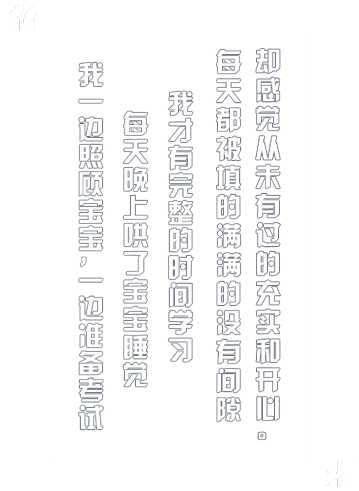 我一边照顾宝宝，一边准备考试
每天晚上哄了宝宝睡觉
我才有完整的时间学习
每天都被填的满满的没有间隙
却感觉从未有过的充实和开心。